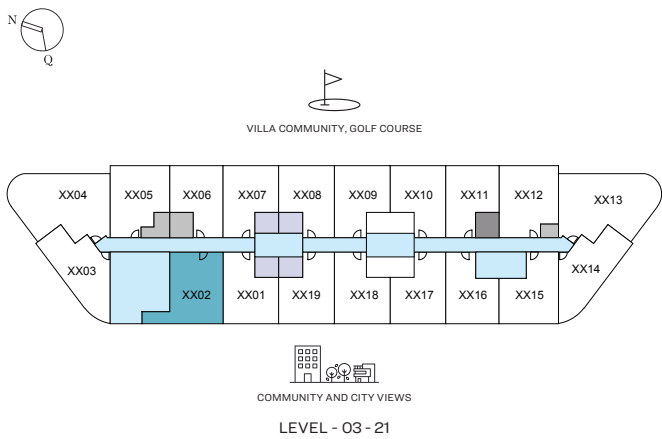 N
Q
VILLA COMMUNITY, GOLF COURSE
XX04 XX05 XX06 XX07 XX08 XX09 XX10 XX11 XX12 XX13
XX03 XX14
XX02 XX01 XX19 XX18 XX17 XX16 XX15
COMMUNITY AND CITY VIEWS
LEVEL - 03 - 21